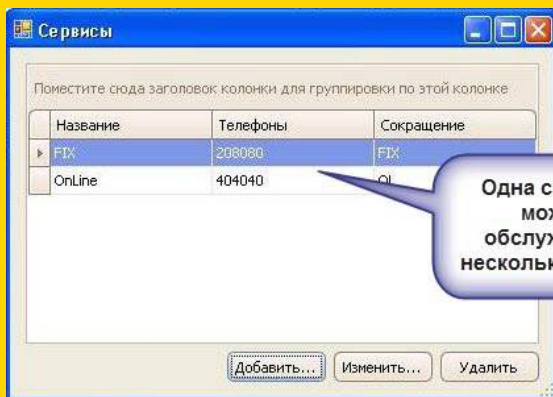 Сервисы
Поместите сюда заголовок колонки для группировки по этой колонке
Название Телефоны Сокращение
FIX 208080 FIX
OnLine 404040 OL
Одна
обслуж
нескольк
Добавить... Изменить... Удалить